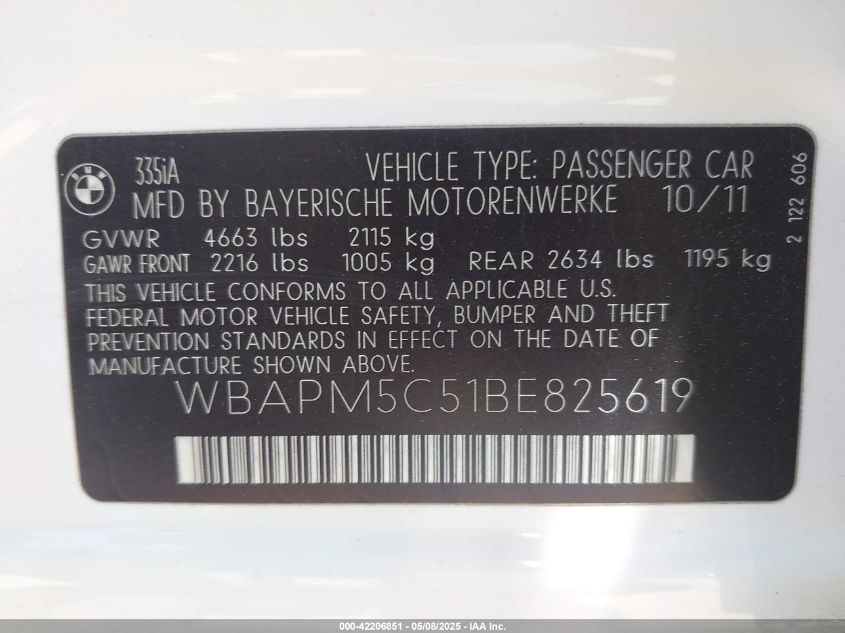 BMW
335iA VEHICLE TYPE: PASSENGER CAR
MFD BY BAYERISCHE MOTORENWERKE 10/11
GVWR 4663 lbs 2115 kg
GAWR FRONT 2216 lbs 1005 kg REAR 2634 lbs 1195 kg
THIS VEHICLE CONFORMS TO ALL APPLICABLE U.S.
FEDERAL MOTOR VEHICLE SAFETY, BUMPER AND THEFT
PREVENTION STANDARDS IN EFFECT ON THE DATE OF
MANUFACTURE SHOWN ABOVE.
WBAPM5C51BE825619
2 122 606
000-42206851 - 05/08/2025 - IAA Inc.